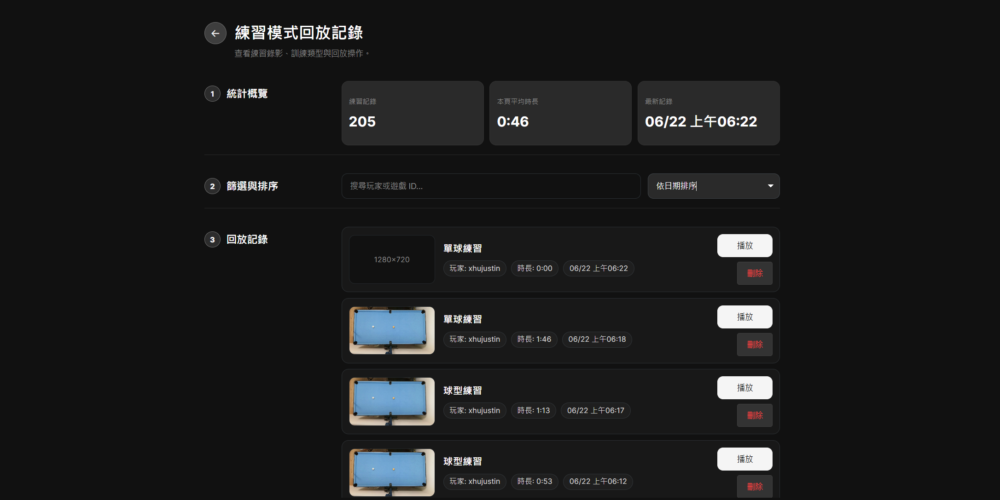 練習模式回放記錄
查看練習錄影、訓練類型與回放操作。
1 統計概覽
練習記錄
205
本頁平均時長
0:46
最新記錄
06/22 上午06:22
2 篩選與排序
搜尋玩家或遊戲 ID...
依日期排序
3 回放記錄
1280×720
單球練習
玩家: xhujustin
時長: 0:00
06/22 上午06:22
播放
刪除
單球練習
玩家: xhujustin
時長: 1:46
06/22 上午06:18
播放
刪除
球型練習
玩家: xhujustin
時長: 1:13
06/22 上午06:17
播放
刪除
球型練習
玩家: xhujustin
時長: 0:53
06/22 上午06:12
播放
刪除